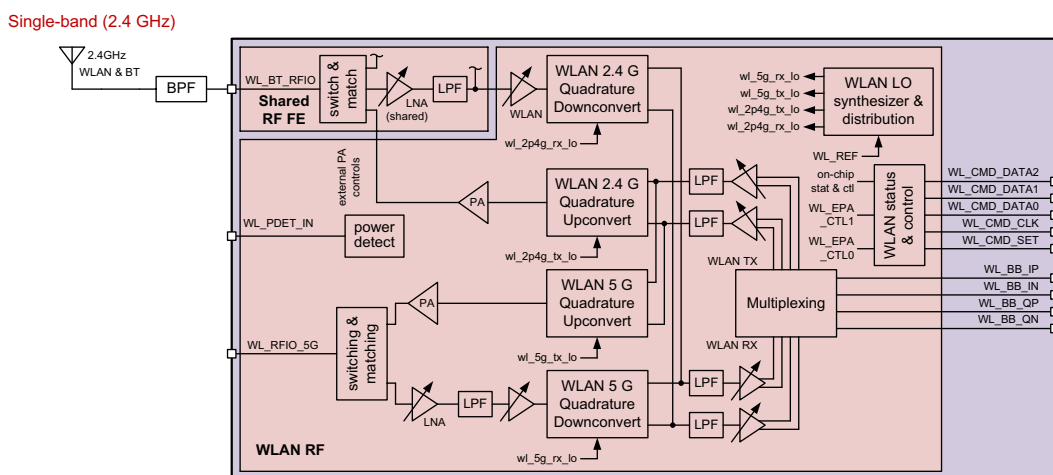 Single-band (2.4 GHz)
2.4GHz
WLAN & BT
BPF
WL_BT_RFIO
Shared
RF FE
switch &
match
LNA
(shared)
LPF
WLAN
WLAN 2.4 G
Quadrature
Downconvert
wl_2p4g_rx_lo
wl_5g_rx_lo
wl_5g_tx_lo
wl_2p4g_tx_lo
wl_2p4g_rx_lo
WLAN LO
synthesizer &
distribution
WL_REF
on-chip
stat & ctl
WL_EPA
_CTL1
WL_EPA
_CTL0
WLAN status
& control
WL_CMD_DATA2
WL_CMD_DATA1
WL_CMD_DATA0
WL_CMD_CLK
WL_CMD_SET
external PA
controls
PA
WLAN 2.4 G
Quadrature
Upconvert
wl_2p4g_tx_lo
LPF
LPF
WL_PDET_IN
power
detect
WLAN TX
Multiplexing
WLAN RX
WL_BB_IP
WL_BB_IN
WL_BB_QP
WL_BB_QN
PA
WLAN 5 G
Quadrature
Upconvert
wl_5g_tx_lo
WL_RFIO_5G
switching &
matching
LNA
LPF
WLAN 5 G
Quadrature
Downconvert
wl_5g_rx_lo
LPF
LPF
WLAN RF